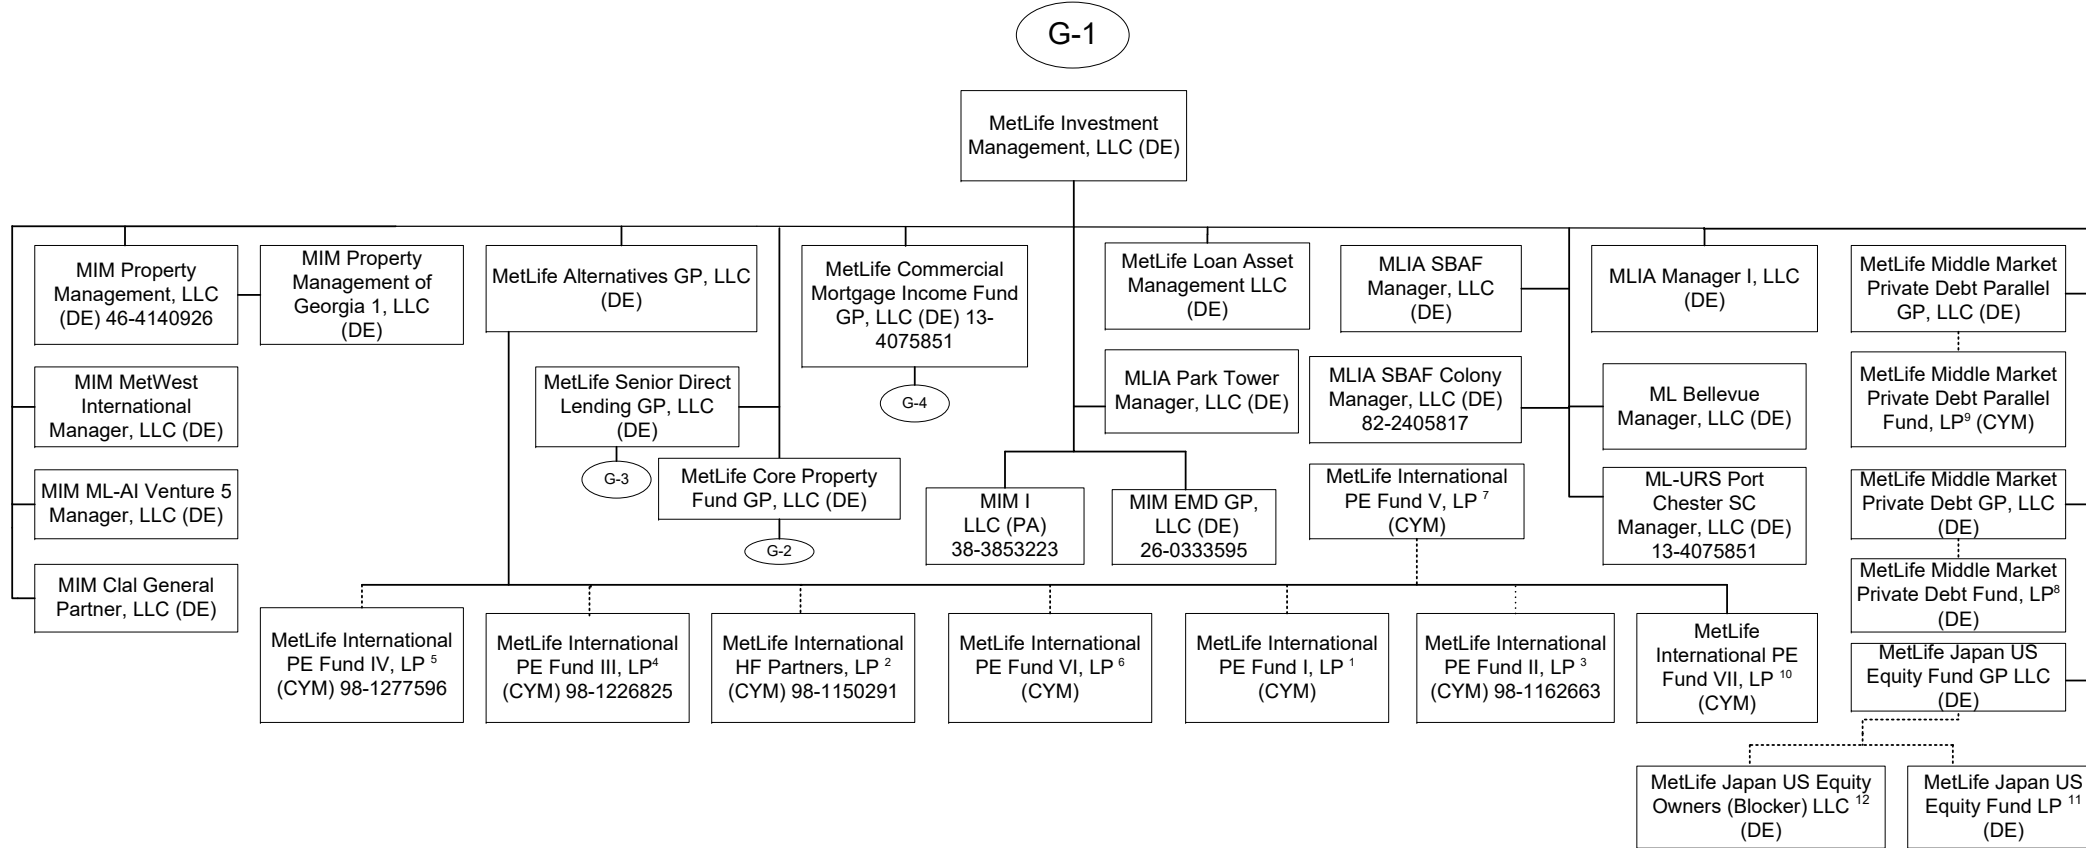 G-1
MetLife Investment
Management, LLC (DE)
MIM Property
Management, LLC
(DE) 46-4140926
MIM Property
Management of
Georgia 1, LLC
(DE)
MetLife Alternatives GP, LLC
(DE)
MetLife Commercial
Mortgage Income Fund
GP, LLC (DE) 13-
4075851
MetLife Loan Asset
Management LLC
(DE)
MLIA SBAF
Manager, LLC
(DE)
MLIA Manager I, LLC
(DE)
MetLife Middle Market
Private Debt Parallel
GP, LLC (DE)
MIM MetWest
International
Manager, LLC (DE)
MetLife Senior Direct
Lending GP, LLC
(DE)
G-4
MLIA Park Tower
Manager, LLC (DE)
MLIA SBAF Colony
Manager, LLC (DE)
82-2405817
ML Bellevue
Manager, LLC (DE)
MetLife Middle Market
Private Debt Parallel
Fund, LP⁹ (CYM)
MIM ML-AI Venture 5
Manager, LLC (DE)
G-3
MetLife Core Property
Fund GP, LLC (DE)
G-2
MIM I
LLC (PA)
38-3853223
MIM EMD GP,
LLC (DE)
26-0333595
MetLife International
PE Fund V, LP ⁷
(CYM)
ML-URS Port
Chester SC
Manager, LLC (DE)
13-4075851
MetLife Middle Market
Private Debt GP, LLC
(DE)
MIM Clal General
Partner, LLC (DE)
MetLife Middle Market
Private Debt Fund, LP⁸
(DE)
MetLife International
PE Fund IV, LP ⁵
(CYM) 98-1277596
MetLife International
PE Fund III, LP⁴
(CYM) 98-1226825
MetLife International
HF Partners, LP ²
(CYM) 98-1150291
MetLife International
PE Fund VI, LP ⁶
(CYM)
MetLife International
PE Fund I, LP ¹
(CYM)
MetLife International
PE Fund II, LP ³
(CYM) 98-1162663
MetLife
International PE
Fund VII, LP ¹⁰
(CYM)
MetLife Japan US
Equity Fund GP LLC
(DE)
MetLife Japan US Equity
Owners (Blocker) LLC ¹²
(DE)
MetLife Japan US
Equity Fund LP ¹¹
(DE)